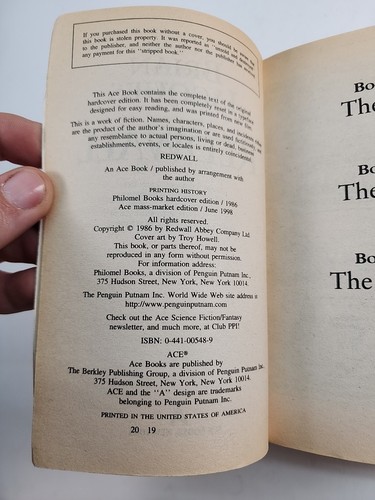 If you purchased this book without a cover, you should be aware that
this book is stolen property. It was reported as "unsold and destroyed"
to the publisher, and neither the author nor the publisher has received
any payment for this "stripped book."
This Ace Book contains the complete text of the original
hardcover edition. It has been completely reset in a typeface
designed for easy reading, and was printed from new film.
This is a work of fiction. Names, characters, places, and incidents either
are the product of the author's imagination or are used fictitiously, and
any resemblance to actual persons, living or dead, business
establishments, events, or locales is entirely coincidental.
REDWALL
An Ace Book / published by arrangement with
the author
PRINTING HISTORY
Philomel Books hardcover edition / 1986
Ace mass-market edition / June 1998
All rights reserved.
Copyright © 1986 by Redwall Abbey Company Ltd.
Cover art by Troy Howell.
This book, or parts thereof, may not be
reproduced in any form without permission.
For information address:
Philomel Books, a division of Penguin Putnam Inc.,
375 Hudson Street, New York, New York 10014.
The Penguin Putnam Inc. World Wide Web site address is
http://www.penguinputnam.com
Check out the Ace Science Fiction/Fantasy
newsletter, and much more, at Club PPI!
ISBN: 0-441-00548-9
ACE®
Ace Books are published by
The Berkley Publishing Group, a division of Penguin Putnam Inc.,
375 Hudson Street, New York, New York 10014.
ACE and the "A" design are trademarks
belonging to Penguin Putnam Inc.
PRINTED IN THE UNITED STATES OF AMERICA
20 19
Bo
The
Bo
The
Bo
The